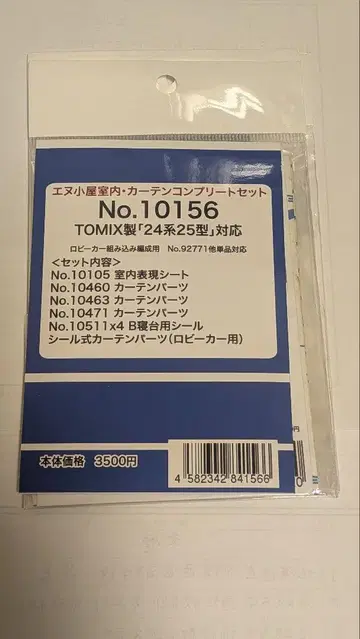 エヌ小屋室内・カーテンコンプリートセット
No.10156
TOMIX製「24系25型」対応
ロビーカー組み込み編成用 No.92771他単品対応
<セット内容>
No.10105 室内表現シート
No.10460 カーテンパーツ
No.10463 カーテンパーツ
No.10471 カーテンパーツ
No.10511x4 B寝台用シール
シール式カーテンパーツ(ロビーカー用)
本体価格 3500円
4 582342 841566